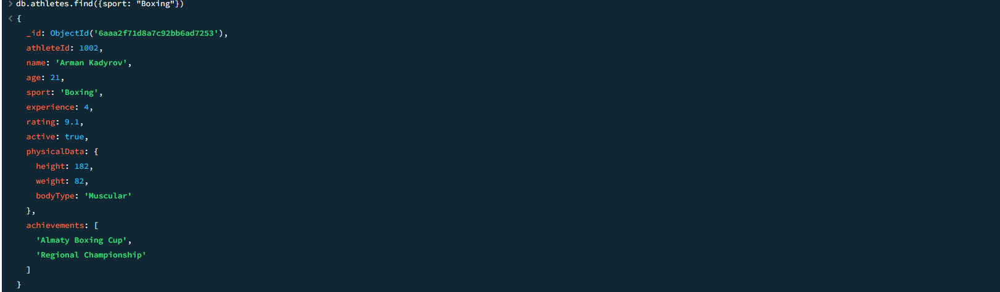 > db.athletes.find({sport: "Boxing"})
< {
_id: ObjectId('6aaa2f71d8a7c92bb6ad7253'),
athleteId: 1002,
name: 'Arman Kadyrov',
age: 21,
sport: 'Boxing',
experience: 4,
rating: 9.1,
active: true,
physicalData: {
height: 182,
weight: 82,
bodyType: 'Muscular'
},
achievements: [
'Almaty Boxing Cup',
'Regional Championship'
]
}